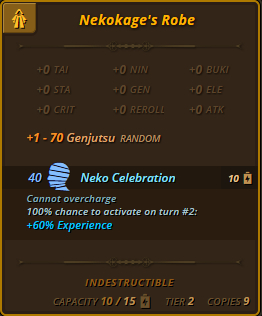 Nekokage's Robe
+0 TAI +0 NIN +0 BUKI
+0 STA +0 GEN +0 ELE
+0 CRIT +0 REROLL +0 ATK
+1 - 70 Genjutsu RANDOM
40 Neko Celebration 10
Cannot overcharge
100% chance to activate on turn #2:
+60% Experience
INDESTRUCTIBLE
CAPACITY 10 / 15 TIER 2 COPIES 9